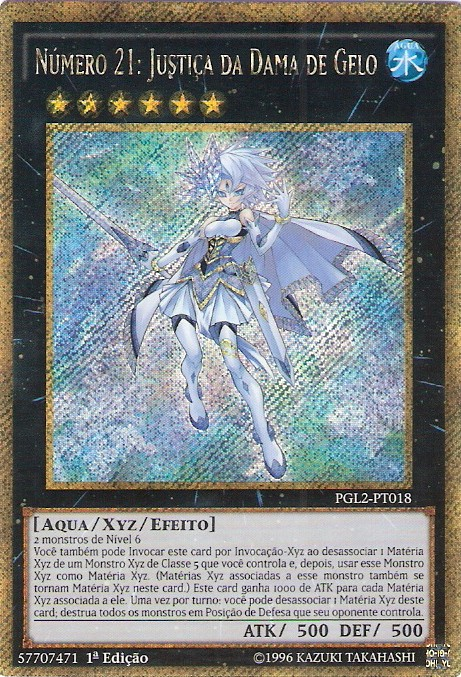 Número 21: Justiça da Dama de Gelo
ÁGUA
水
PGL2-PT018
[Aqua/Xyz/Efeito]
2 monstros de Nível 6
Você também pode Invocar este card por Invocação-Xyz ao desassociar 1 Matéria
Xyz de um Monstro Xyz de Classe 5 que você controla e, depois, usar esse Monstro
Xyz como Matéria Xyz. (Matérias Xyz associadas a esse monstro também se
tornam Matéria Xyz neste card.) Este card ganha 1000 de ATK para cada Matéria
Xyz associada a ele. Uma vez por turno: você pode desassociar 1 Matéria Xyz deste
card; destrua todos os monstros em Posição de Defesa que seu oponente controla.
ATK/ 500 DEF/ 500
57707471 1ª Edição ©1996 KAZUKI TAKAHASHI